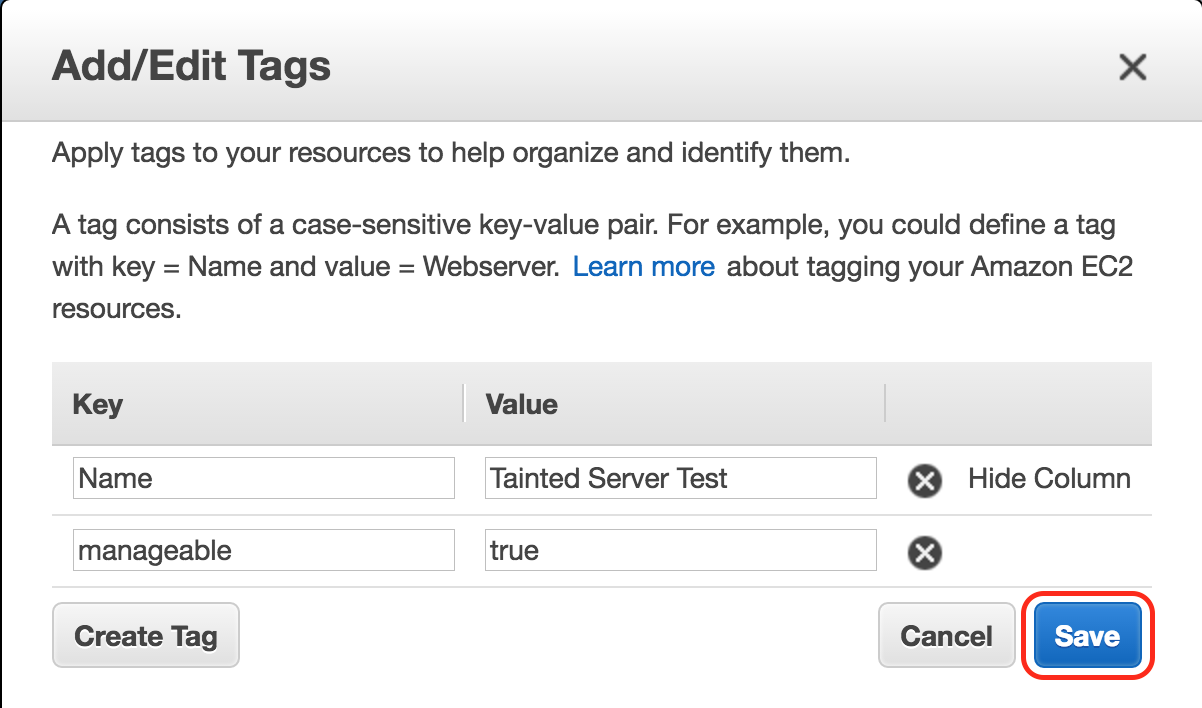 Add/Edit Tags
Apply tags to your resources to help organize and identify them.
A tag consists of a case-sensitive key-value pair. For example, you could define a tag
with key = Name and value = Webserver. Learn more about tagging your Amazon EC2
resources.
Key Value
Name Tainted Server Test Hide Column
manageable true
Create Tag Cancel Save